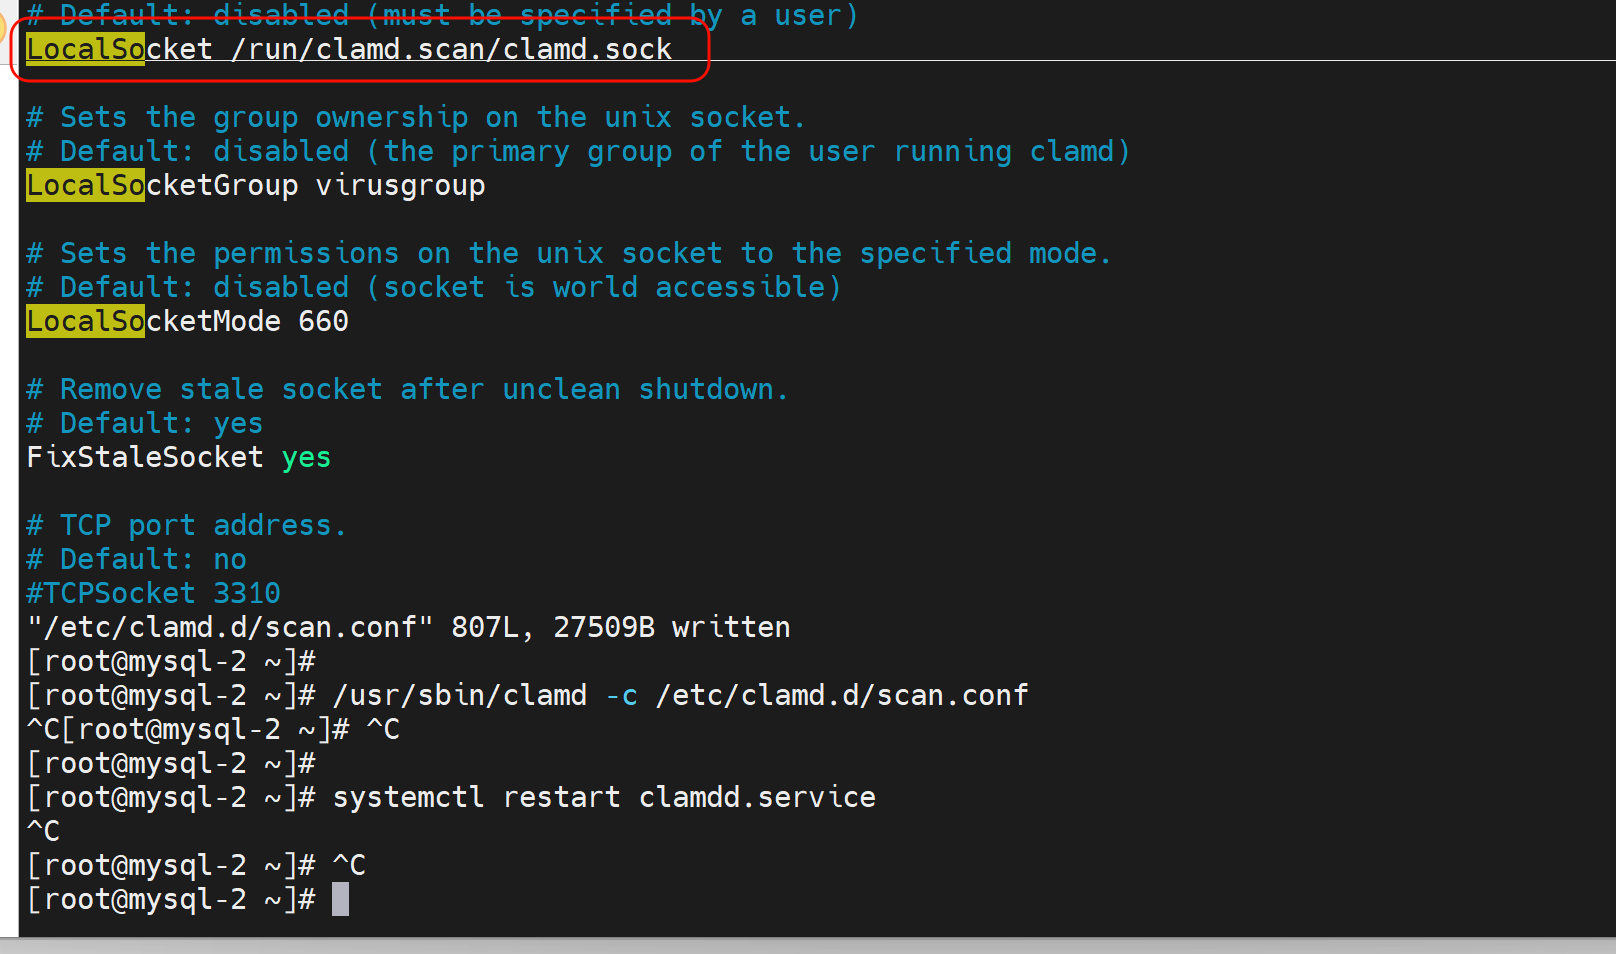 # Default: disabled (must be specified by a user)
LocalSocket /run/clamd.scan/clamd.sock
# Sets the group ownership on the unix socket.
# Default: disabled (the primary group of the user running clamd)
LocalSocketGroup virusgroup
# Sets the permissions on the unix socket to the specified mode.
# Default: disabled (socket is world accessible)
LocalSocketMode 660
# Remove stale socket after unclean shutdown.
# Default: yes
FixStaleSocket yes
# TCP port address.
# Default: no
#TCPSocket 3310
"/etc/clamd.d/scan.conf" 807L, 27509B written
[root@mysql-2 ~]#
[root@mysql-2 ~]# /usr/sbin/clamd -c /etc/clamd.d/scan.conf
^C[root@mysql-2 ~]# ^C
[root@mysql-2 ~]#
[root@mysql-2 ~]# systemctl restart clamdd.service
^C
[root@mysql-2 ~]# ^C
[root@mysql-2 ~]#